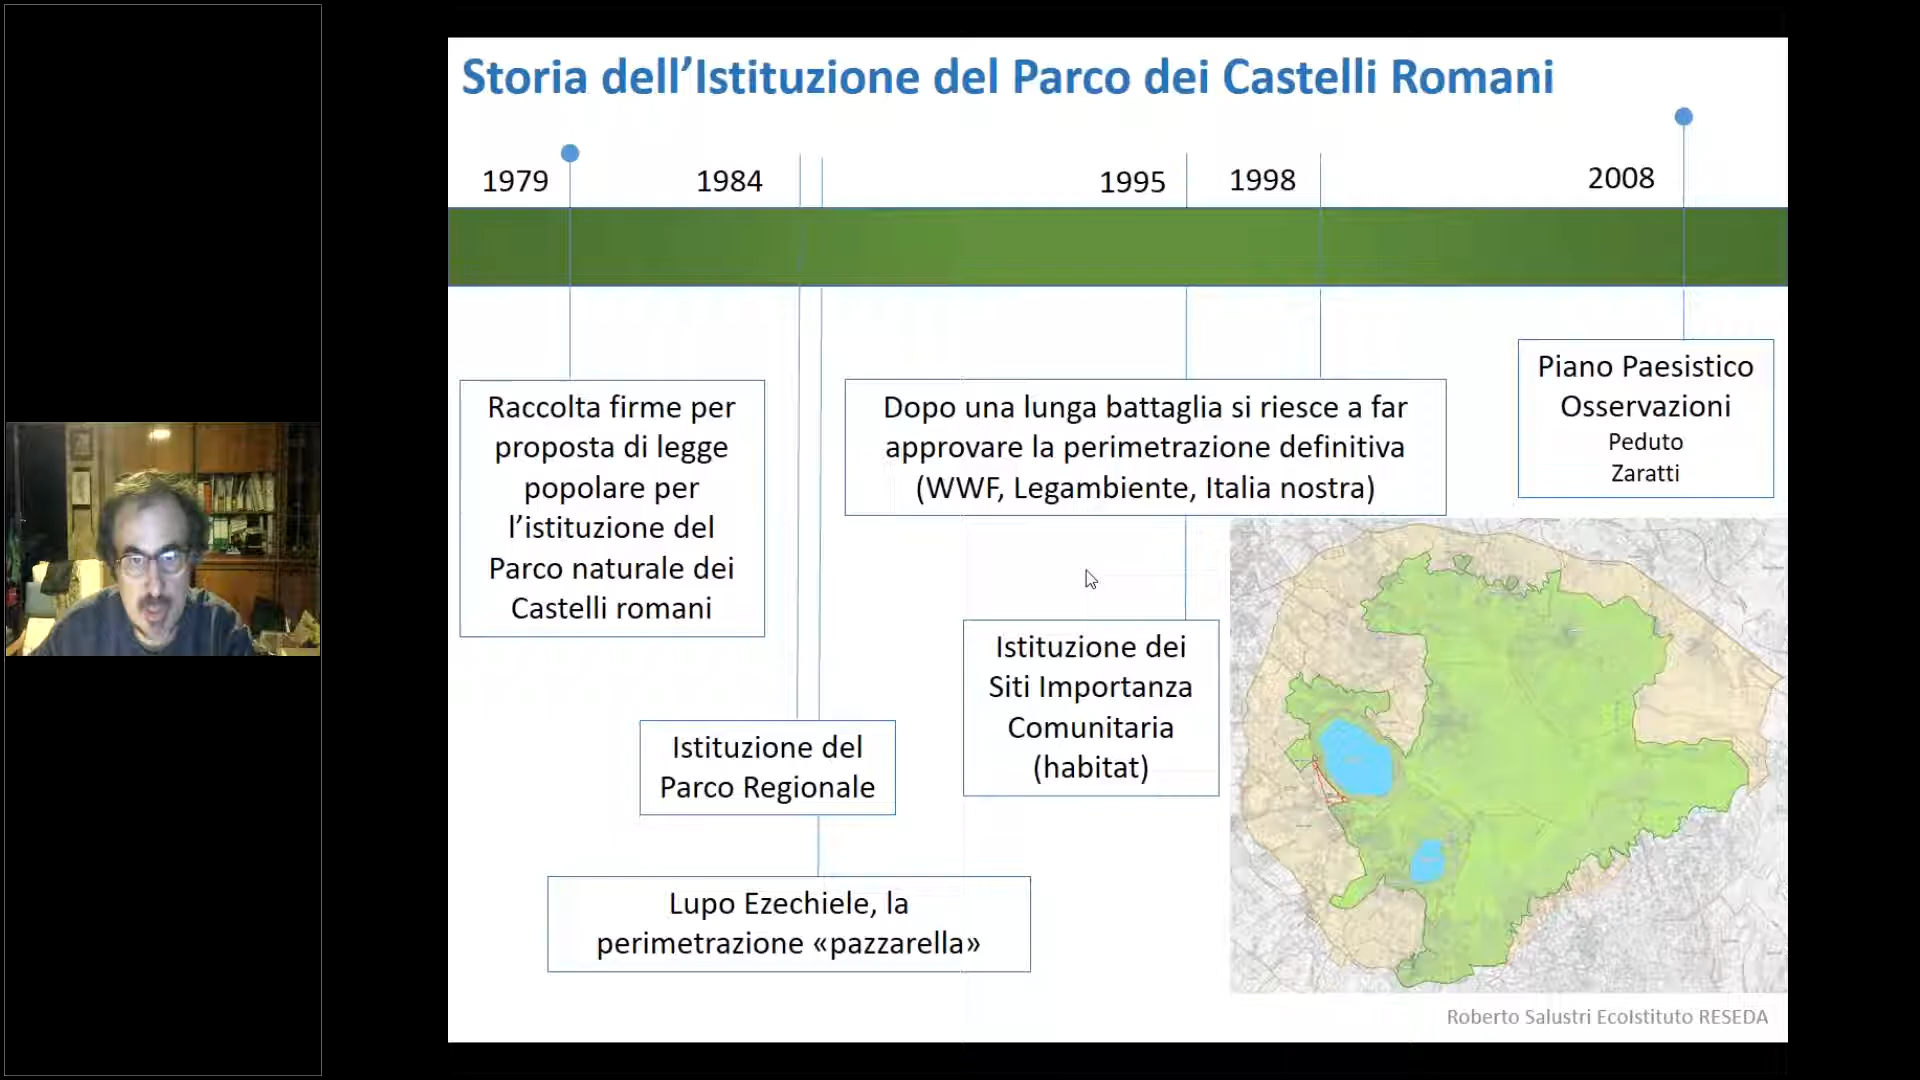 Storia dell’Istituzione del Parco dei Castelli Romani
1979
1984
1995
1998
2008
Raccolta firme per
proposta di legge
popolare per
l’istituzione del
Parco naturale dei
Castelli romani
Dopo una lunga battaglia si riesce a far
approvare la perimetrazione definitiva
(WWF, Legambiente, Italia nostra)
Piano Paesistico
Osservazioni
Peduto
Zaratti
Istituzione dei
Siti Importanza
Comunitaria
(habitat)
Istituzione del
Parco Regionale
Lupo Ezechiele, la
perimetrazione «pazzarella»
Roberto Salustri EcoIstituto RESEDA